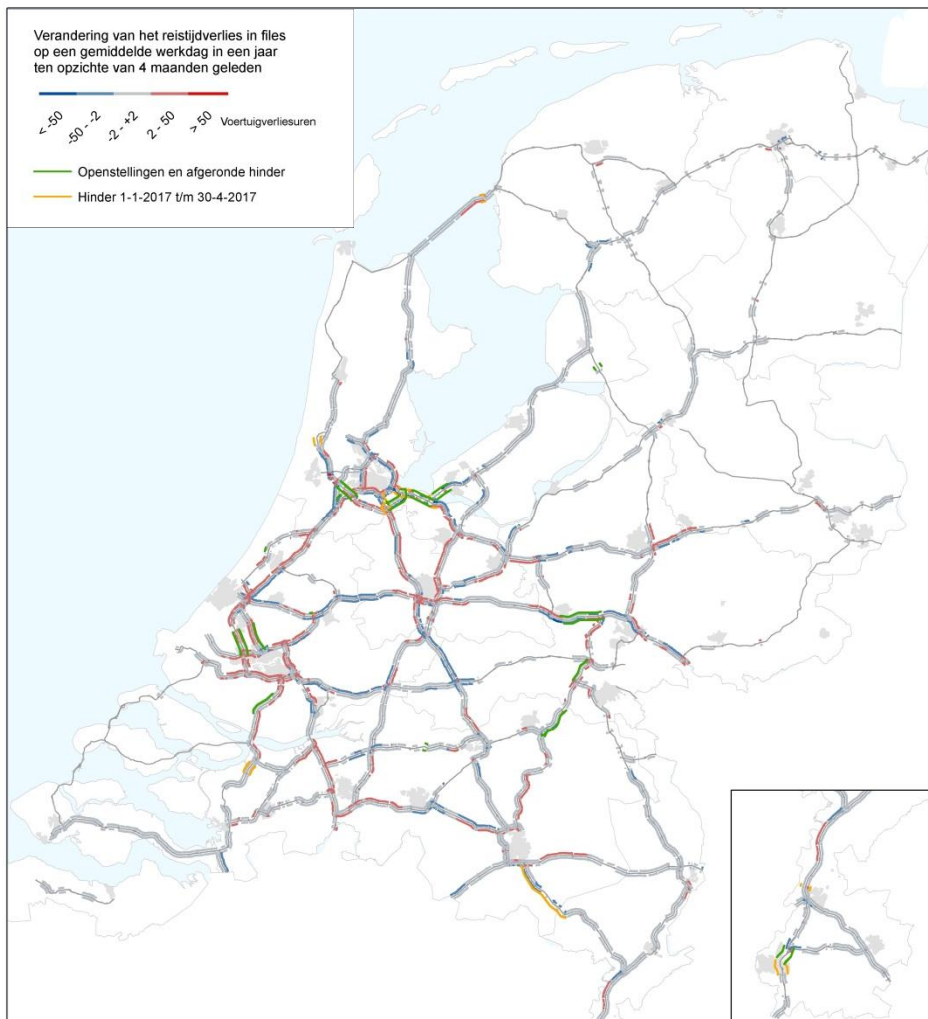 Verandering van het reistijdverlies in files
op een gemiddelde werkdag in een jaar
ten opzichte van 4 maanden geleden
< -50
-50 - -2
-2 - +2
2 - 50
> 50
Voertuigverliesuren
Openstellingen en afgeronde hinder
Hinder 1-1-2017 t/m 30-4-2017